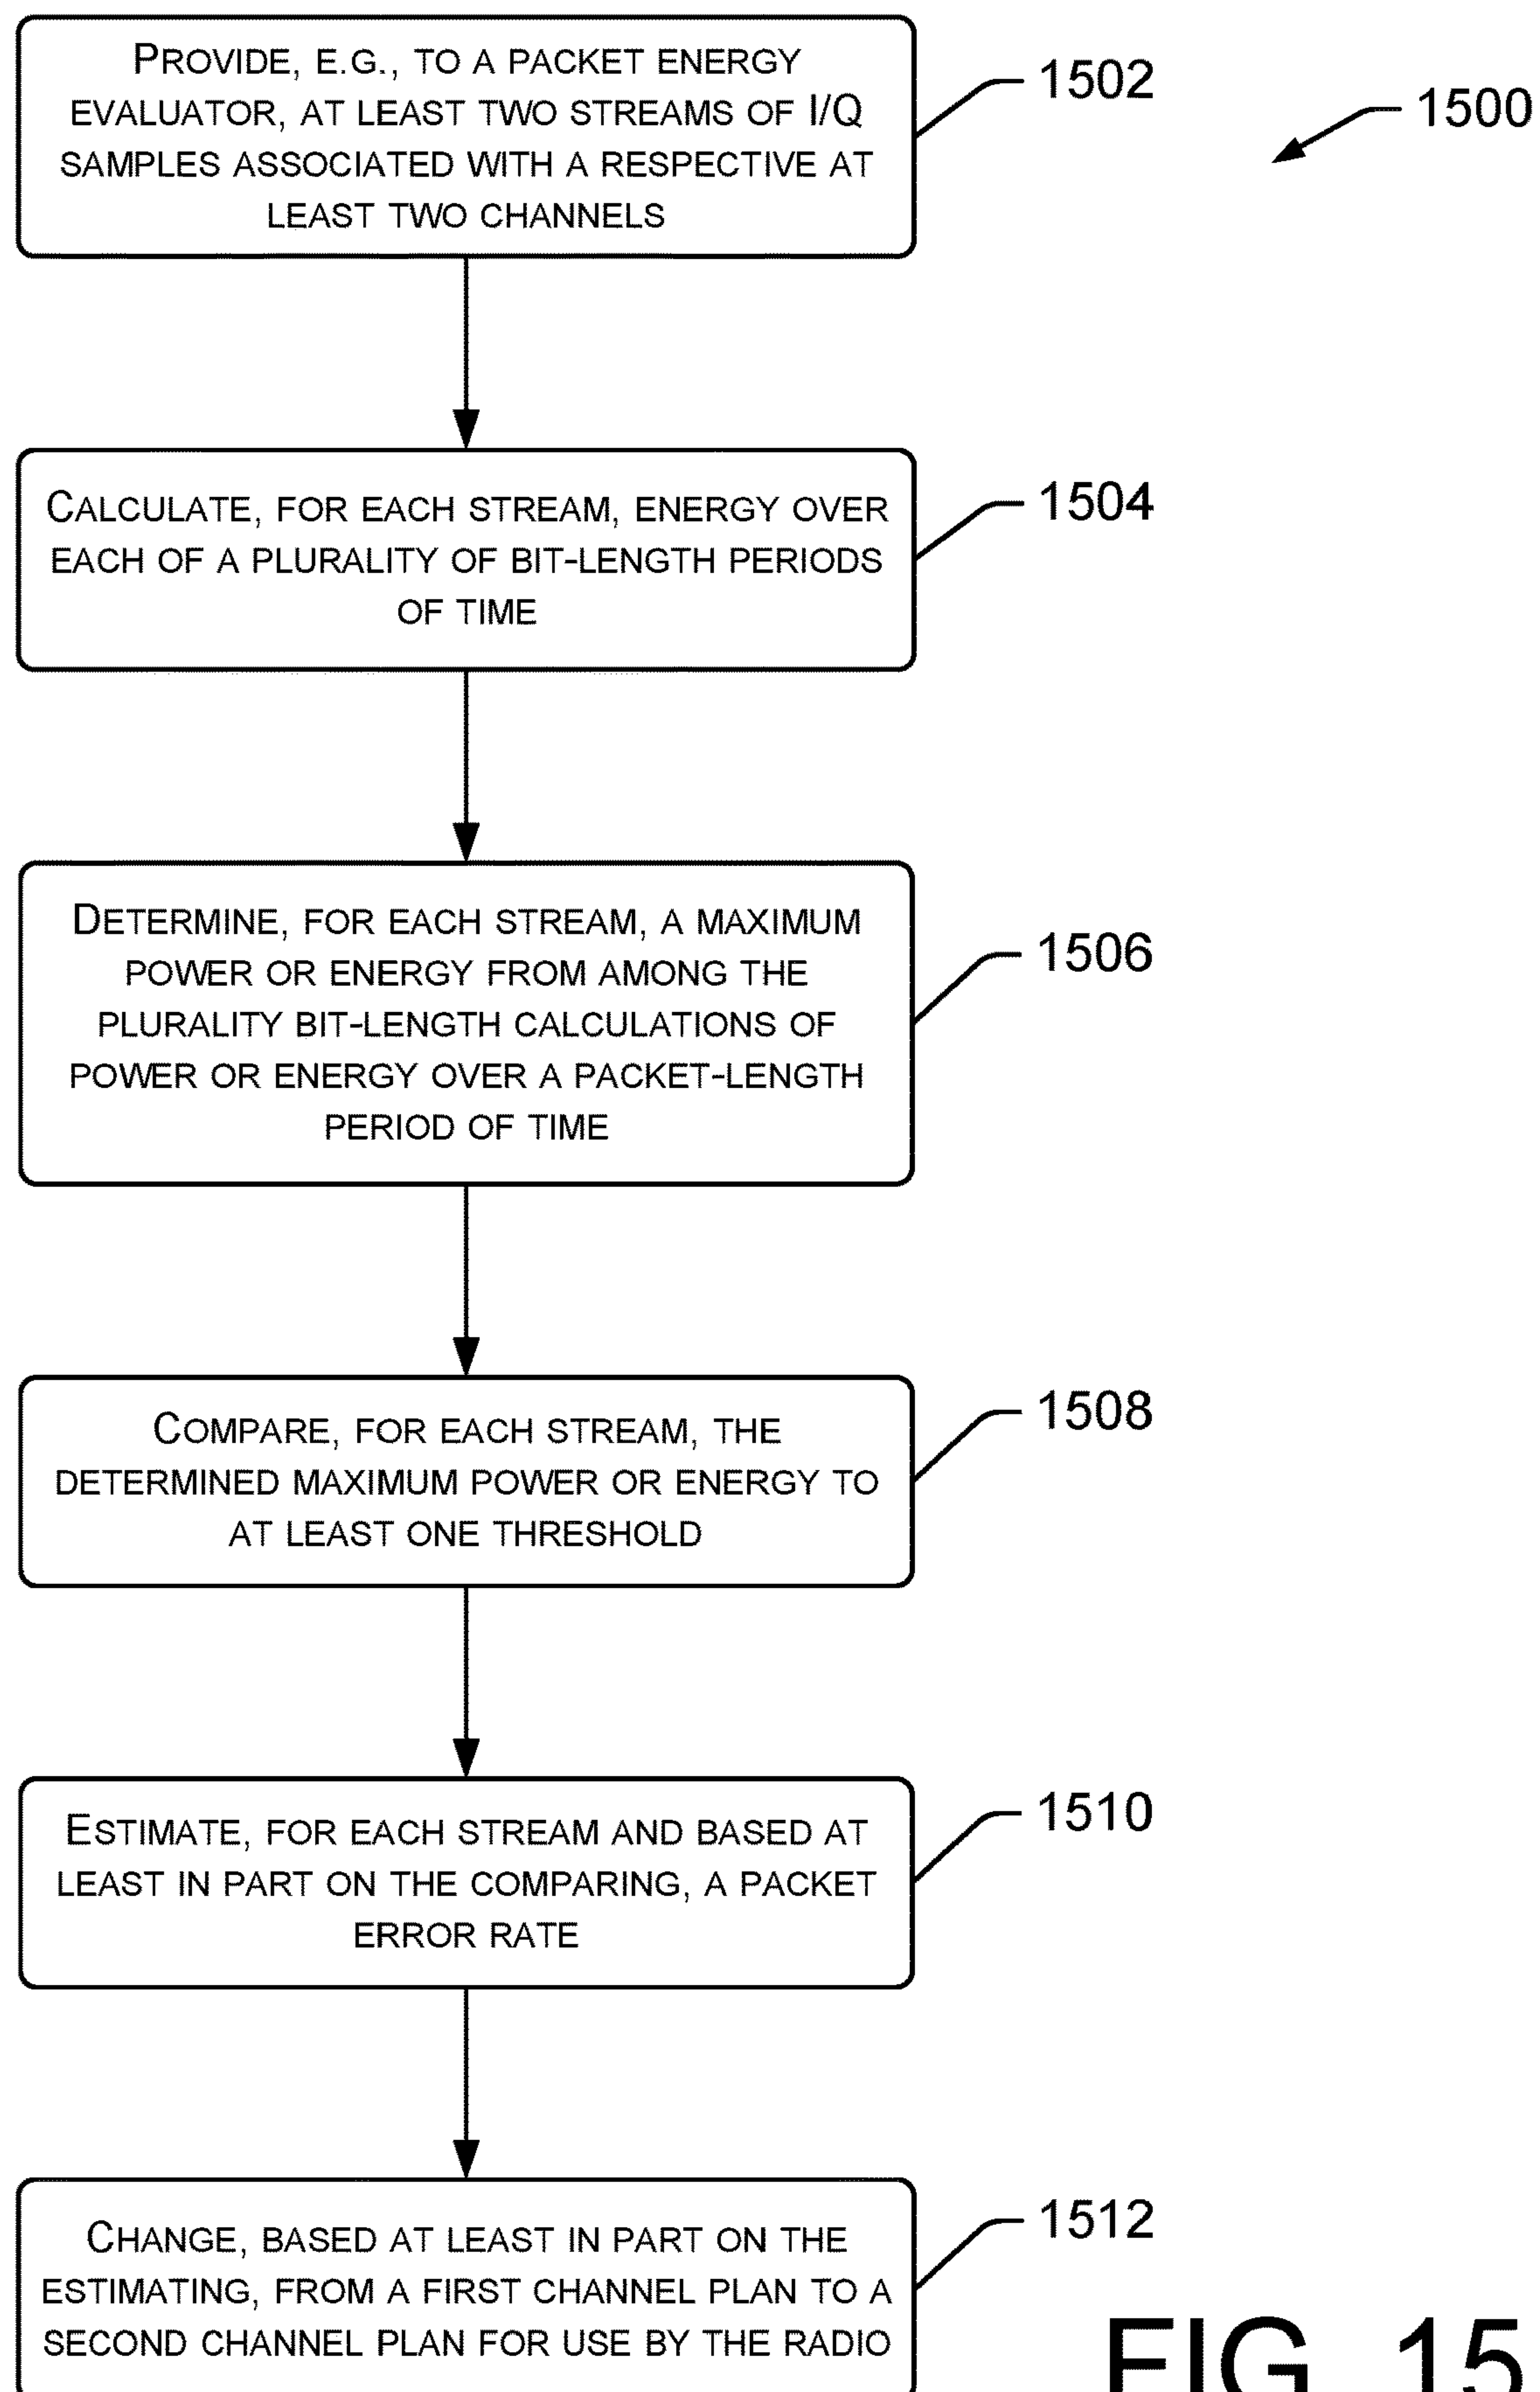 PROVIDE, E.G., TO A PACKET ENERGY
EVALUATOR, AT LEAST TWO STREAMS OF I/Q
SAMPLES ASSOCIATED WITH A RESPECTIVE AT
LEAST TWO CHANNELS
1502
1500
CALCULATE, FOR EACH STREAM, ENERGY OVER
EACH OF A PLURALITY OF BIT-LENGTH PERIODS
OF TIME
1504
DETERMINE, FOR EACH STREAM, A MAXIMUM
POWER OR ENERGY FROM AMONG THE
PLURALITY BIT-LENGTH CALCULATIONS OF
POWER OR ENERGY OVER A PACKET-LENGTH
PERIOD OF TIME
1506
COMPARE, FOR EACH STREAM, THE
DETERMINED MAXIMUM POWER OR ENERGY TO
AT LEAST ONE THRESHOLD
1508
ESTIMATE, FOR EACH STREAM AND BASED AT
LEAST IN PART ON THE COMPARING, A PACKET
ERROR RATE
1510
CHANGE, BASED AT LEAST IN PART ON THE
ESTIMATING, FROM A FIRST CHANNEL PLAN TO A
SECOND CHANNEL PLAN FOR USE BY THE RADIO
1512
FIG. 15